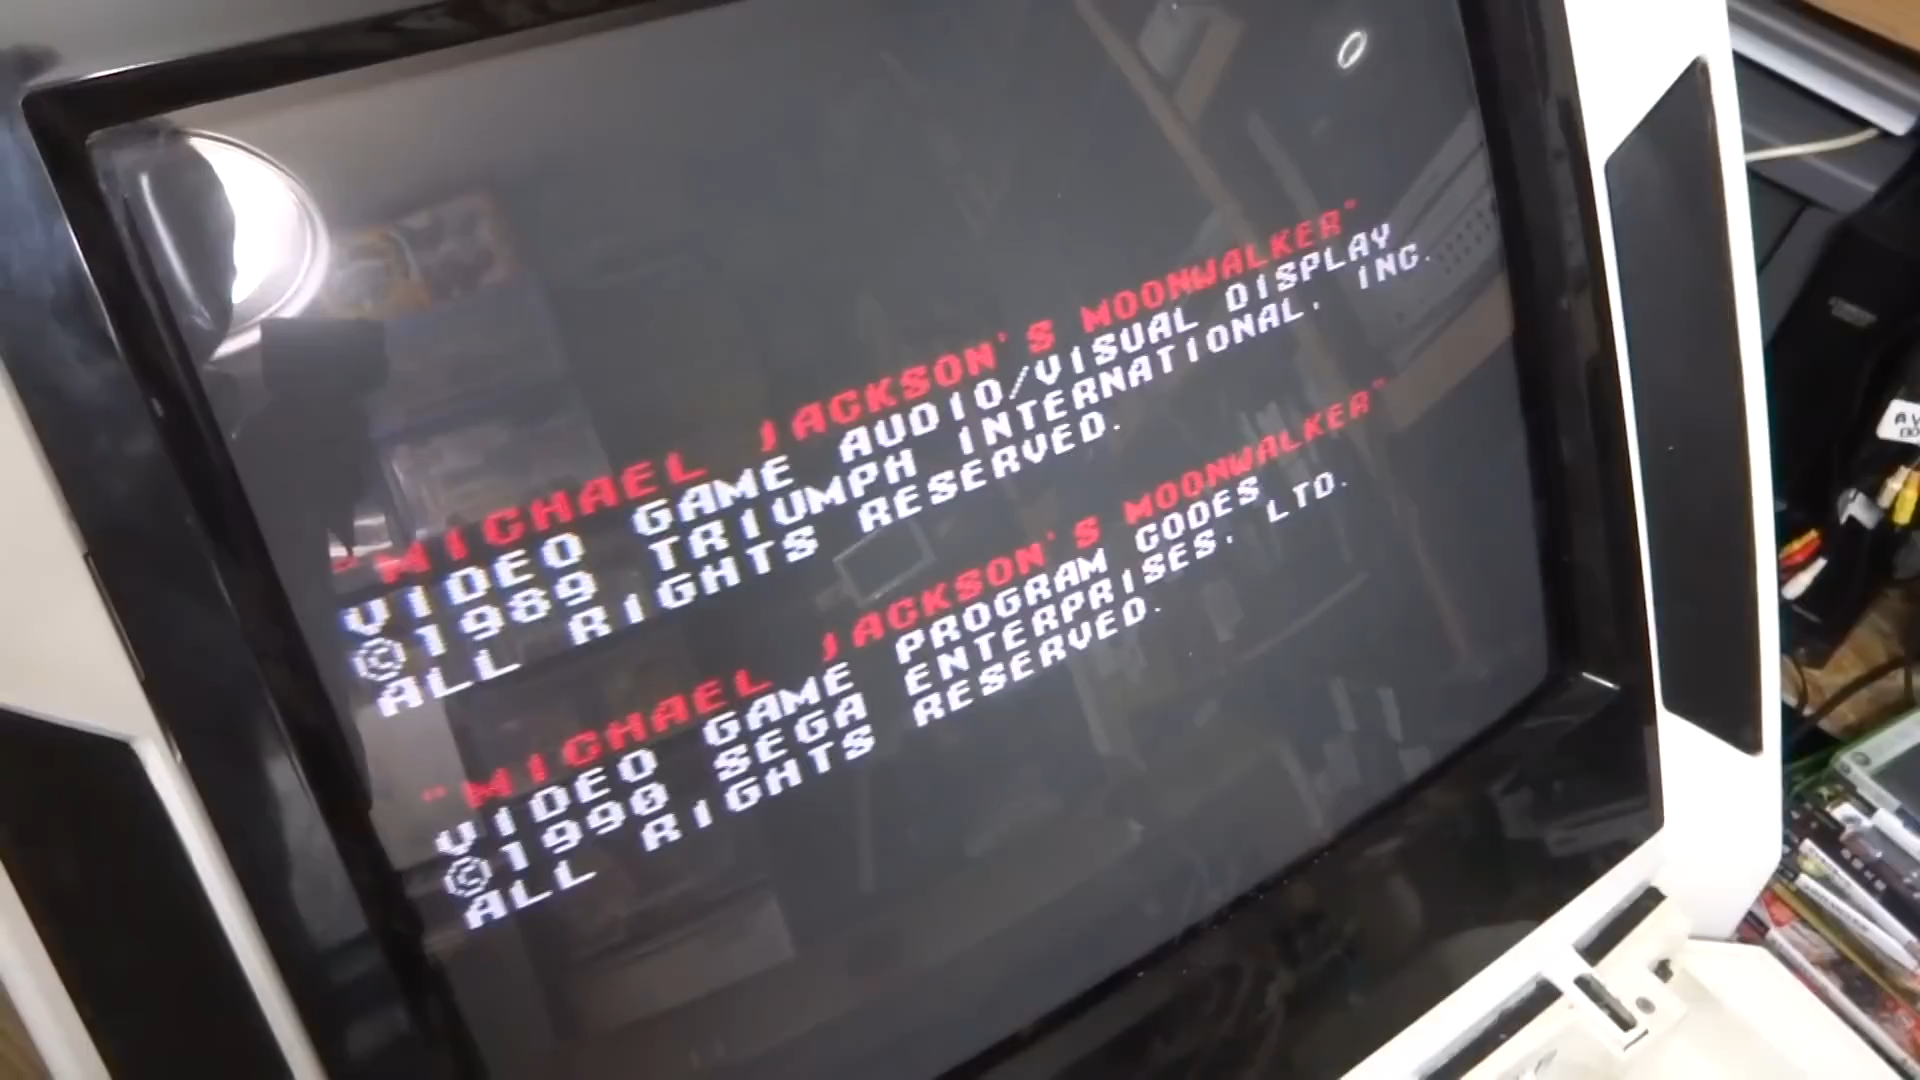 "MICHAEL JACKSON'S MOONWALKER"
VIDEO GAME AUDIO/VISUAL DISPLAY
©1989 TRIUMPH INTERNATIONAL, INC.
ALL RIGHTS RESERVED.
"MICHAEL JACKSON'S MOONWALKER"
VIDEO GAME PROGRAM CODES
©1990 SEGA ENTERPRISES, LTD.
ALL RIGHTS RESERVED.